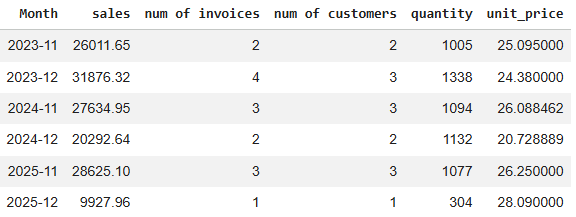 Month sales num of invoices num of customers quantity unit_price
2023-11 26011.65 2 2 1005 25.095000
2023-12 31876.32 4 3 1338 24.380000
2024-11 27634.95 3 3 1094 26.088462
2024-12 20292.64 2 2 1132 20.728889
2025-11 28625.10 3 3 1077 26.250000
2025-12 9927.96 1 1 304 28.090000